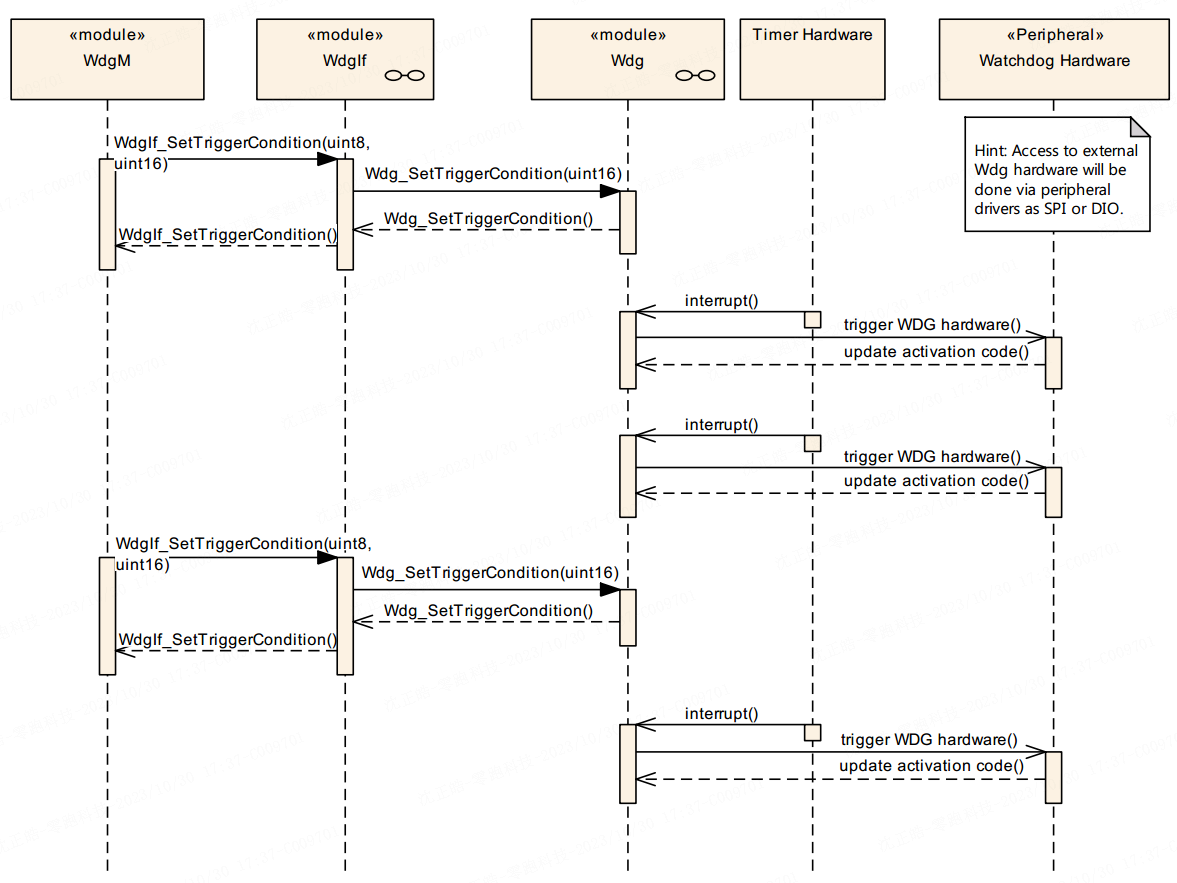 «module»
WdgM
«module»
WdgIf
«module»
Wdg
Timer Hardware
«Peripheral»
Watchdog Hardware
Hint: Access to external
Wdg hardware will be
done via peripheral
drivers as SPI or DIO.
WdgIf_SetTriggerCondition(uint8,
uint16)
Wdg_SetTriggerCondition(uint16)
Wdg_SetTriggerCondition()
WdgIf_SetTriggerCondition()
interrupt()
trigger WDG hardware()
update activation code()
interrupt()
trigger WDG hardware()
update activation code()
WdgIf_SetTriggerCondition(uint8,
uint16)
Wdg_SetTriggerCondition(uint16)
Wdg_SetTriggerCondition()
WdgIf_SetTriggerCondition()
interrupt()
trigger WDG hardware()
update activation code()